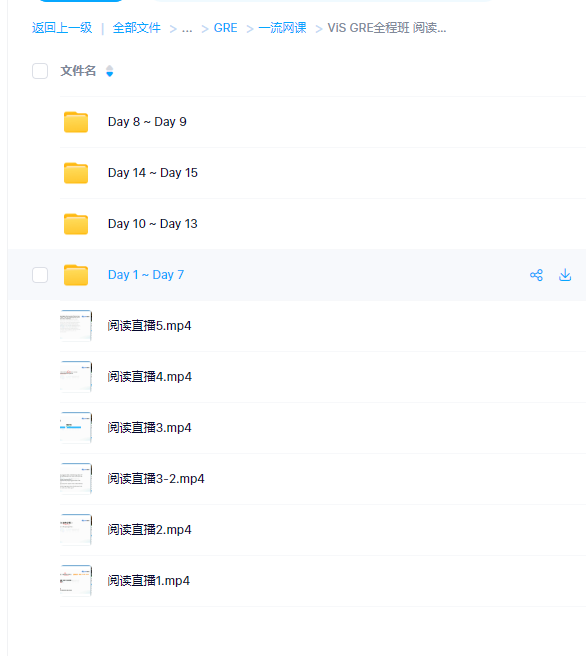 返回上一级 | 全部文件 > ... > GRE > 一流网课 > ViS GRE全程班 阅读...
文件名
Day 8 ~ Day 9
Day 14 ~ Day 15
Day 10 ~ Day 13
Day 1 ~ Day 7
阅读直播5.mp4
阅读直播4.mp4
阅读直播3.mp4
阅读直播3-2.mp4
阅读直播2.mp4
阅读直播1.mp4